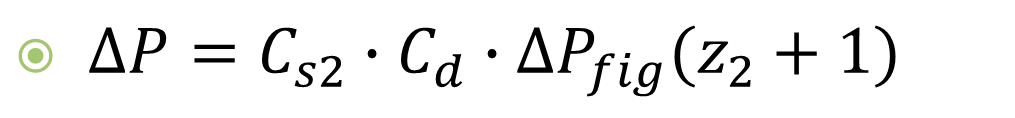 ΔP = C_{s2} · C_d · ΔP_{fig}(z_2 + 1)